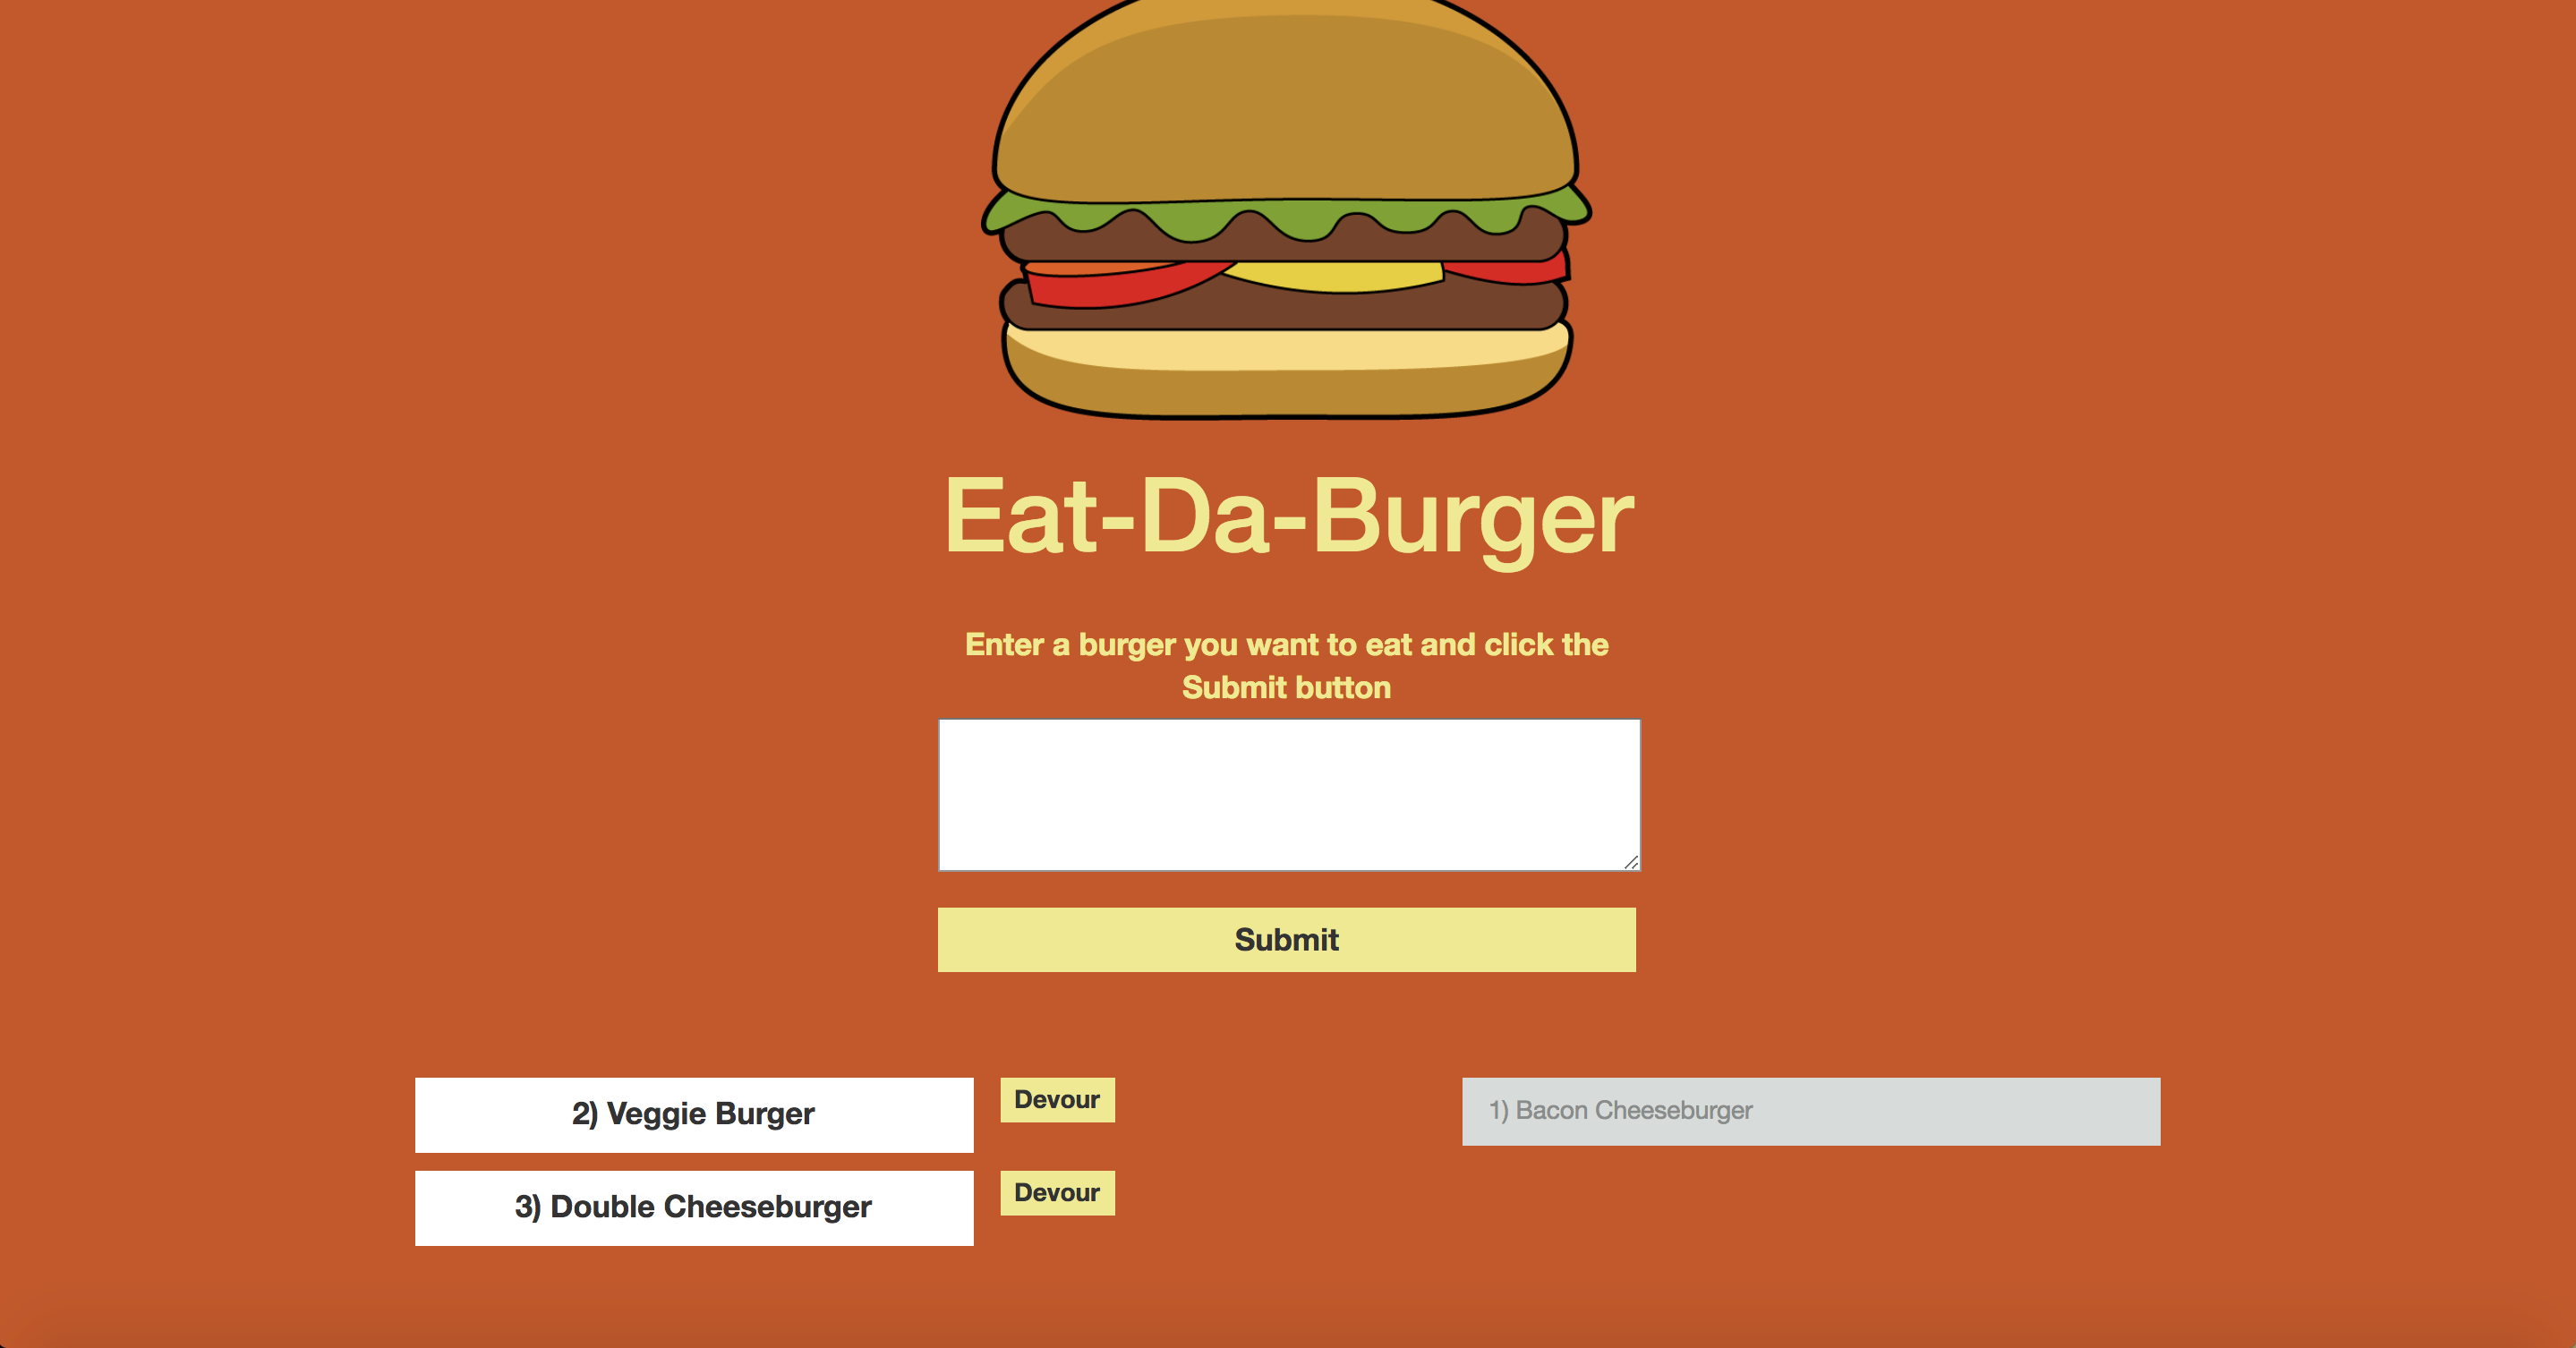 Eat-Da-Burger
Enter a burger you want to eat and click the
Submit button
Submit
2) Veggie Burger
Devour
1) Bacon Cheeseburger
3) Double Cheeseburger
Devour